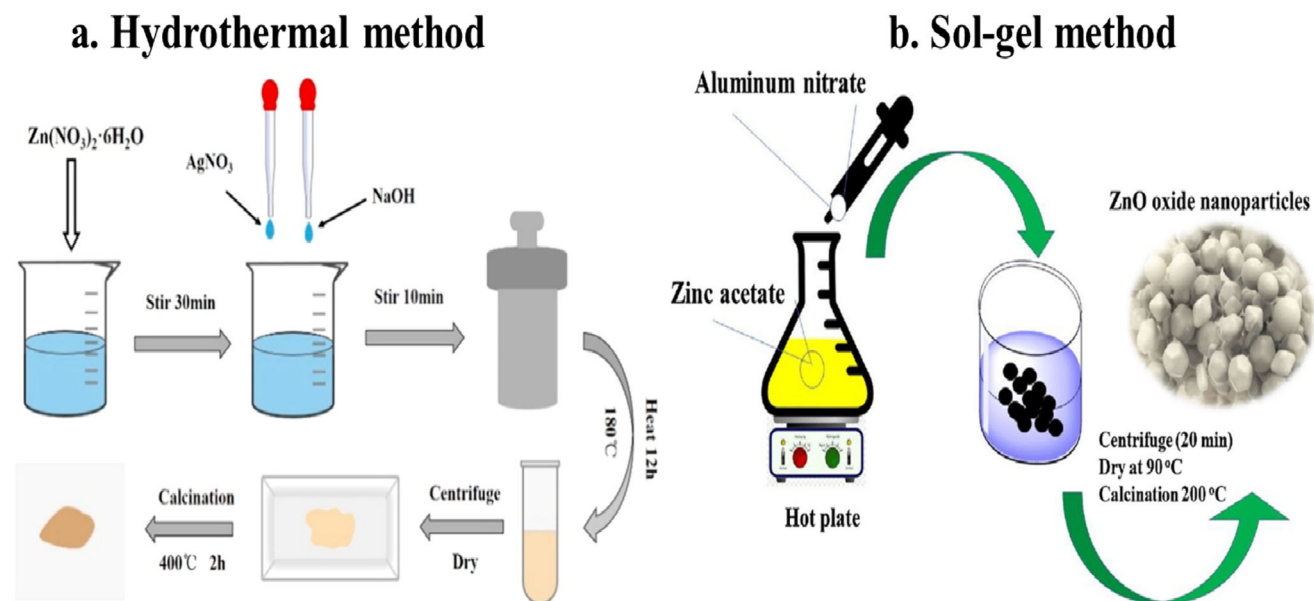 a. Hydrothermal method
Zn(NO₃)₂·6H₂O
AgNO₃
NaOH
Stir 30min
Stir 10min
Heat 12h
180℃
Centrifuge
Dry
Calcination
400℃ 2h
b. Sol-gel method
Aluminum nitrate
Zinc acetate
Hot plate
ZnO oxide nanoparticles
Centrifuge (20 min)
Dry at 90 °C
Calcination 200 °C